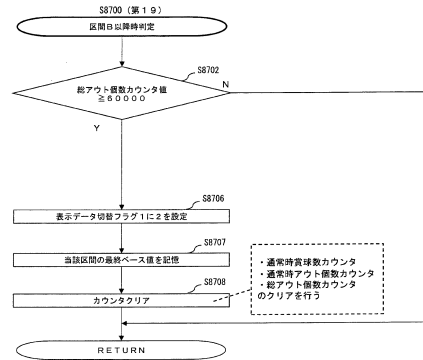 S8700（第１９）
区間Ｂ以降時判定
S8702
総アウト個数カウンタ値
≧６００００
N
Y
S8706
表示データ切替フラグ１に２を設定
S8707
当該区間の最終ベース値を記憶
S8708
カウンタクリア
・通常時賞球数カウンタ
・通常時アウト個数カウンタ
・総アウト個数カウンタ
のクリアを行う
ＲＥＴＵＲＮ